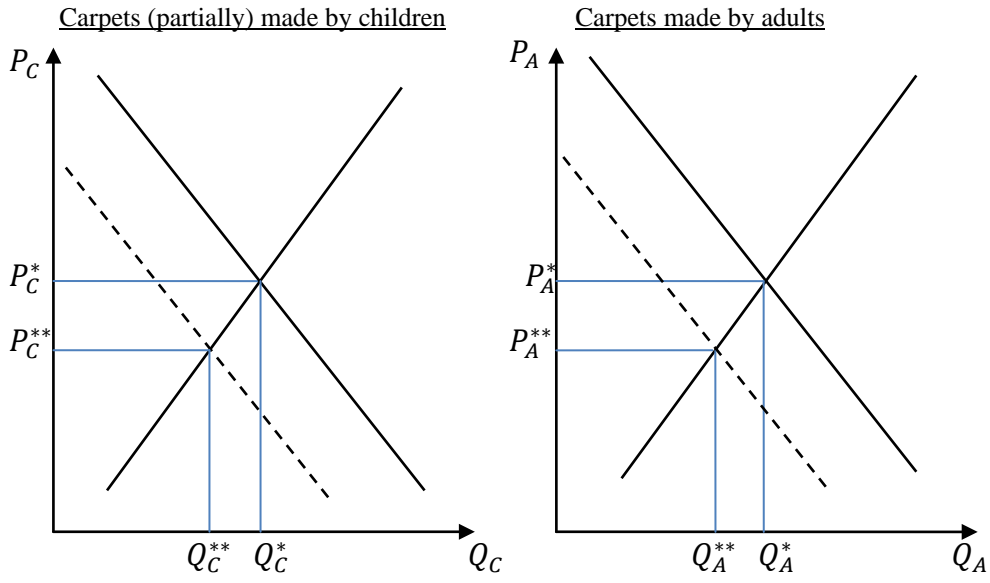 Carpets (partially) made by children
P_C
P_C^*
P_C^{**}
Q_C^{**}
Q_C^*
Q_C
Carpets made by adults
P_A
P_A^*
P_A^{**}
Q_A^{**}
Q_A^*
Q_A